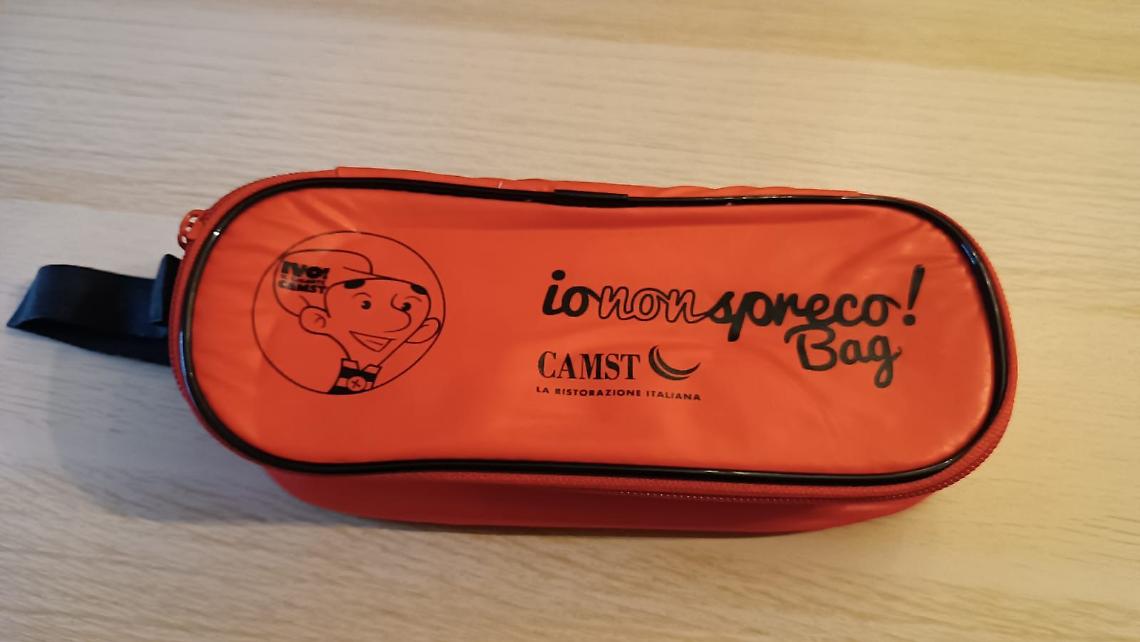 IVO!
CAMST
iononspreco!
Bag
CAMST
LA RISTORAZIONE ITALIANA